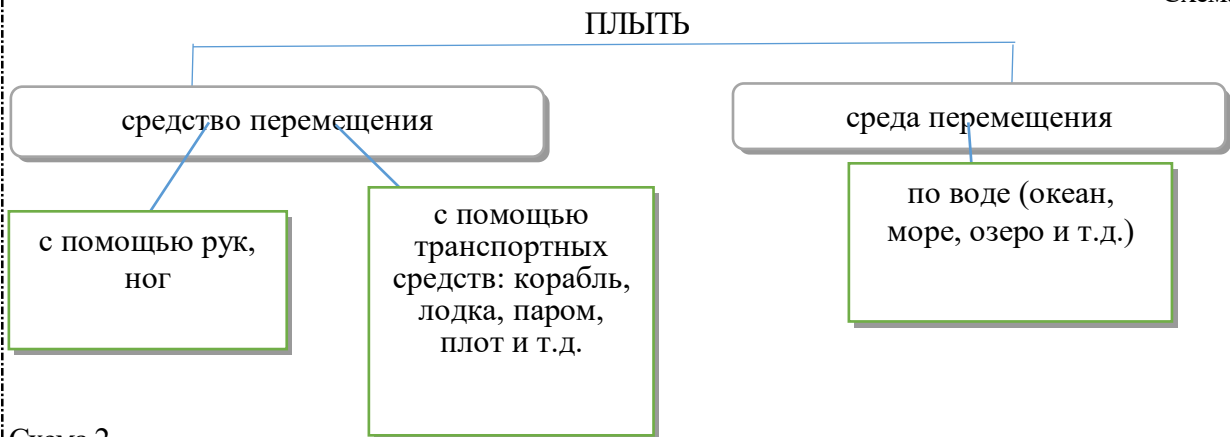 ПЛЫТЬ
средство перемещения
среда перемещения
с помощью рук,
ног
с помощью
транспортных
средств: корабль,
лодка, паром,
плот и т.д.
по воде (океан,
море, озеро и т.д.)